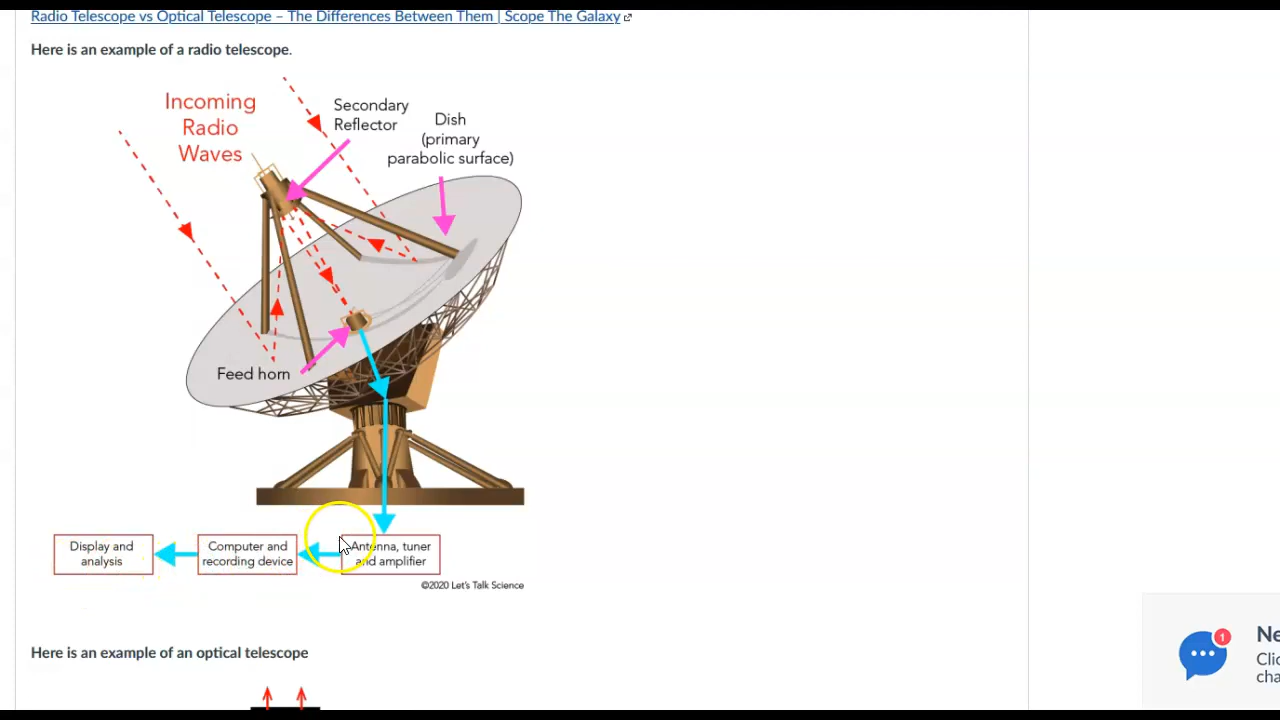 Radio Telescope vs Optical Telescope – The Differences Between Them | Scope The Galaxy
Here is an example of a radio telescope.
Incoming
Radio
Waves
Secondary
Reflector
Dish
(primary
parabolic surface)
Feed horn
Display and
analysis
Computer and
recording device
Antenna, tuner
and amplifier
©2020 Let's Talk Science
Here is an example of an optical telescope
1